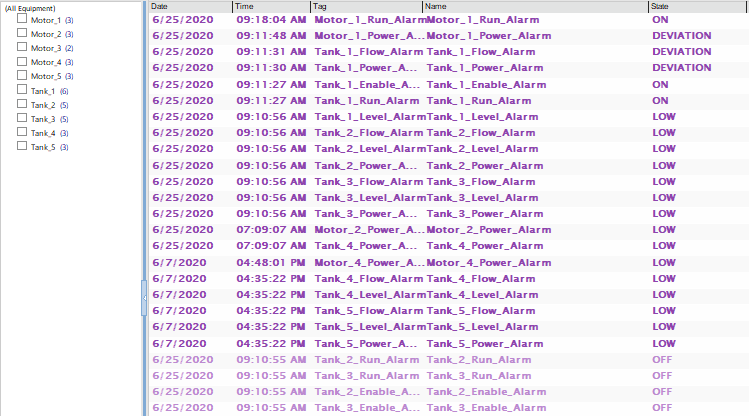 (All Equipment)
Motor_1 (3)
Motor_2 (3)
Motor_3 (2)
Motor_4 (3)
Motor_5 (3)
Tank_1 (6)
Tank_2 (5)
Tank_3 (5)
Tank_4 (3)
Tank_5 (3)
Date Time Tag Name State
6/25/2020 09:18:04 AM Motor_1_Run_Alarm Motor_1_Run_Alarm ON
6/25/2020 09:11:48 AM Motor_1_Power_A... Motor_1_Power_Alarm DEVIATION
6/25/2020 09:11:31 AM Tank_1_Flow_Alarm Tank_1_Flow_Alarm DEVIATION
6/25/2020 09:11:30 AM Tank_1_Power_A... Tank_1_Power_Alarm DEVIATION
6/25/2020 09:11:27 AM Tank_1_Enable_A... Tank_1_Enable_Alarm ON
6/25/2020 09:11:27 AM Tank_1_Run_Alarm Tank_1_Run_Alarm ON
6/25/2020 09:10:56 AM Tank_1_Level_Alarm Tank_1_Level_Alarm LOW
6/25/2020 09:10:56 AM Tank_2_Flow_Alarm Tank_2_Flow_Alarm LOW
6/25/2020 09:10:56 AM Tank_2_Level_Alarm Tank_2_Level_Alarm LOW
6/25/2020 09:10:56 AM Tank_2_Power_A... Tank_2_Power_Alarm LOW
6/25/2020 09:10:56 AM Tank_3_Flow_Alarm Tank_3_Flow_Alarm LOW
6/25/2020 09:10:56 AM Tank_3_Level_Alarm Tank_3_Level_Alarm LOW
6/25/2020 09:10:56 AM Tank_3_Power_A... Tank_3_Power_Alarm LOW
6/25/2020 07:09:07 AM Motor_2_Power_A... Motor_2_Power_Alarm LOW
6/25/2020 07:09:07 AM Tank_4_Power_A... Tank_4_Power_Alarm LOW
6/7/2020 04:48:01 PM Motor_4_Power_A... Motor_4_Power_Alarm LOW
6/7/2020 04:35:22 PM Tank_4_Flow_Alarm Tank_4_Flow_Alarm LOW
6/7/2020 04:35:22 PM Tank_4_Level_Alarm Tank_4_Level_Alarm LOW
6/7/2020 04:35:22 PM Tank_5_Flow_Alarm Tank_5_Flow_Alarm LOW
6/7/2020 04:35:22 PM Tank_5_Level_Alarm Tank_5_Level_Alarm LOW
6/7/2020 04:35:22 PM Tank_5_Power_A... Tank_5_Power_Alarm LOW
6/25/2020 09:10:55 AM Tank_2_Run_Alarm Tank_2_Run_Alarm OFF
6/25/2020 09:10:55 AM Tank_3_Run_Alarm Tank_3_Run_Alarm OFF
6/25/2020 09:10:55 AM Tank_2_Enable_A... Tank_2_Enable_Alarm OFF
6/25/2020 09:10:55 AM Tank_3_Enable_A... Tank_3_Enable_Alarm OFF